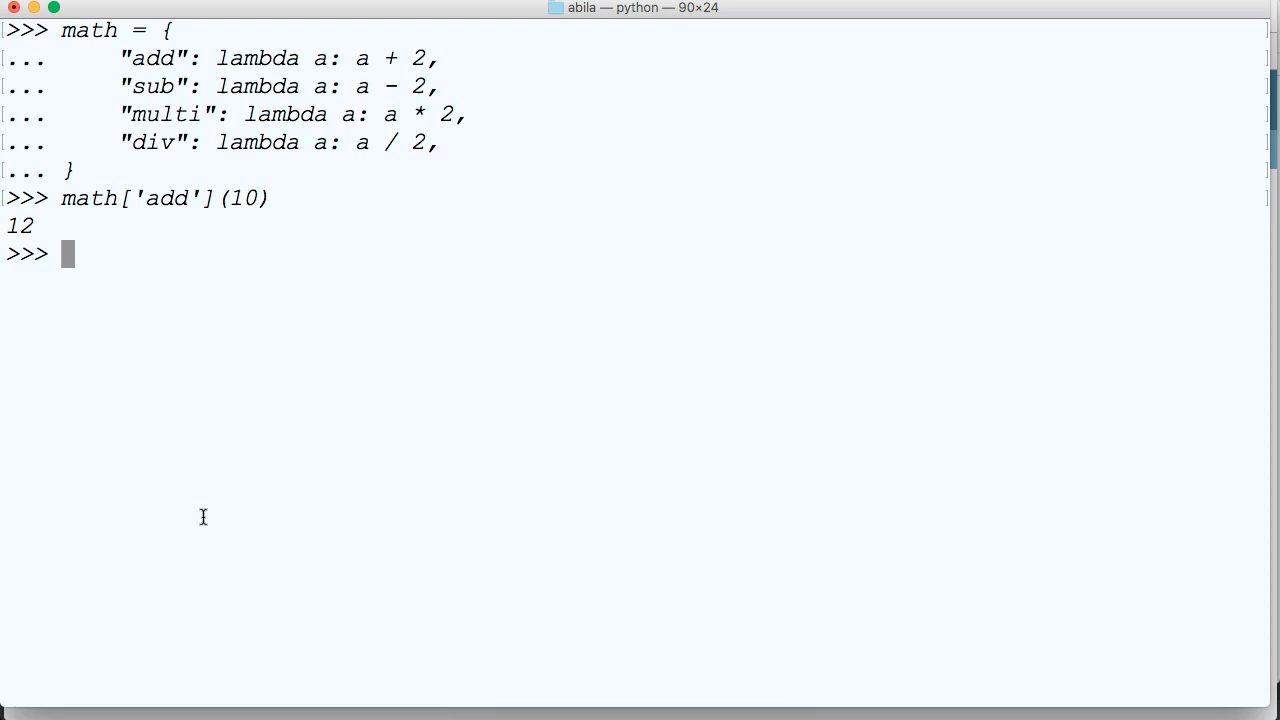 abila — python — 90×24
>>> math = {
...     "add": lambda a: a + 2,
...     "sub": lambda a: a - 2,
...     "multi": lambda a: a * 2,
...     "div": lambda a: a / 2,
... }
>>> math['add'](10)
12
>>>